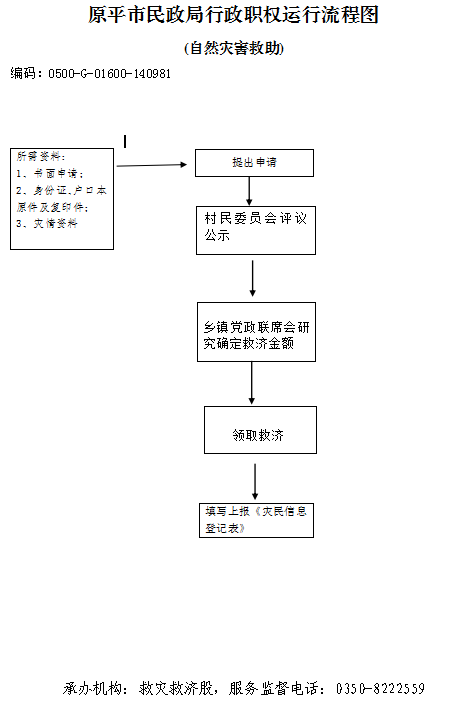 原平市民政局行政职权运行流程图
(自然灾害救助)
编码：0500-G-01600-140981
所需资料：
1、书面申请；
2、身份证、户口本
原件及复印件；
3、灾情资料
提出申请
村民委员会评议
公示
乡镇党政联席会研
究确定救济金额
领取救济
填写上报《灾民信息
登记表》
承办机构：救灾救济股，服务监督电话：0350-8222559